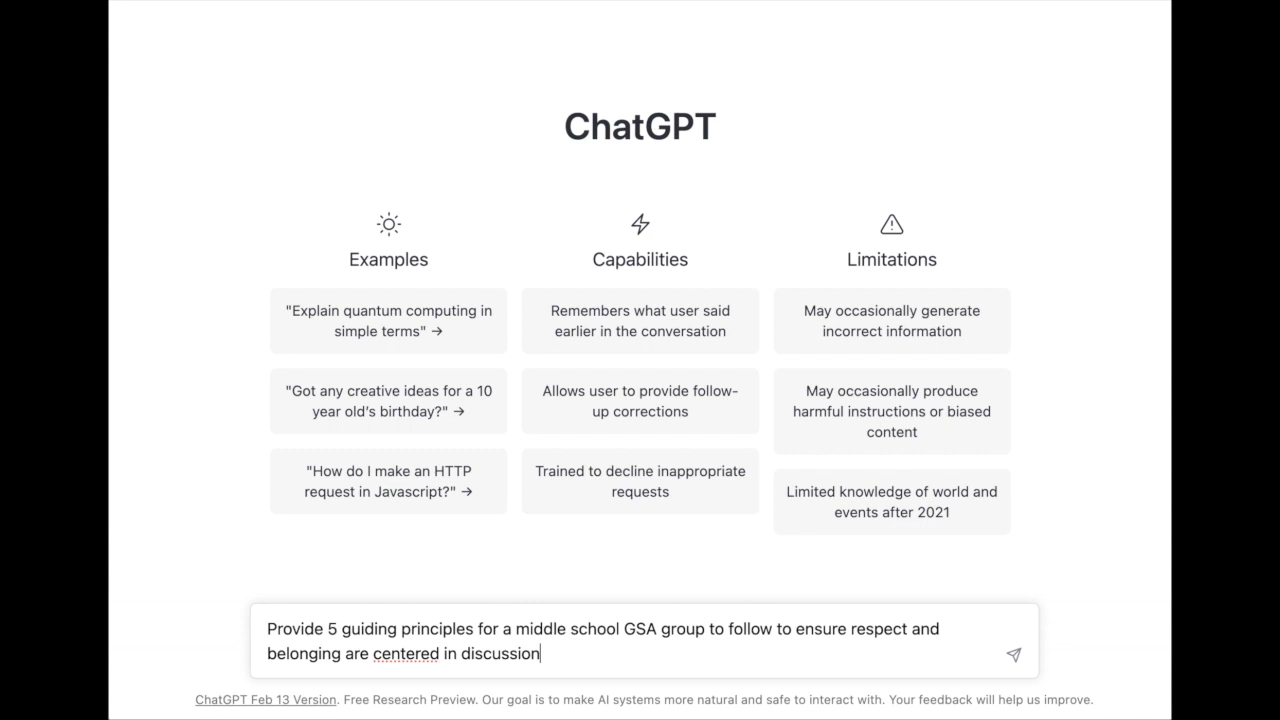 ChatGPT
Examples
"Explain quantum computing in
simple terms" →
"Got any creative ideas for a 10
year old's birthday?" →
"How do I make an HTTP
request in Javascript?" →
Capabilities
Remembers what user said
earlier in the conversation
Allows user to provide follow-
up corrections
Trained to decline inappropriate
requests
Limitations
May occasionally generate
incorrect information
May occasionally produce
harmful instructions or biased
content
Limited knowledge of world and
events after 2021
Provide 5 guiding principles for a middle school GSA group to follow to ensure respect and
belonging are centered in discussion
ChatGPT Feb 13 Version. Free Research Preview. Our goal is to make AI systems more natural and safe to interact with. Your feedback will help us improve.